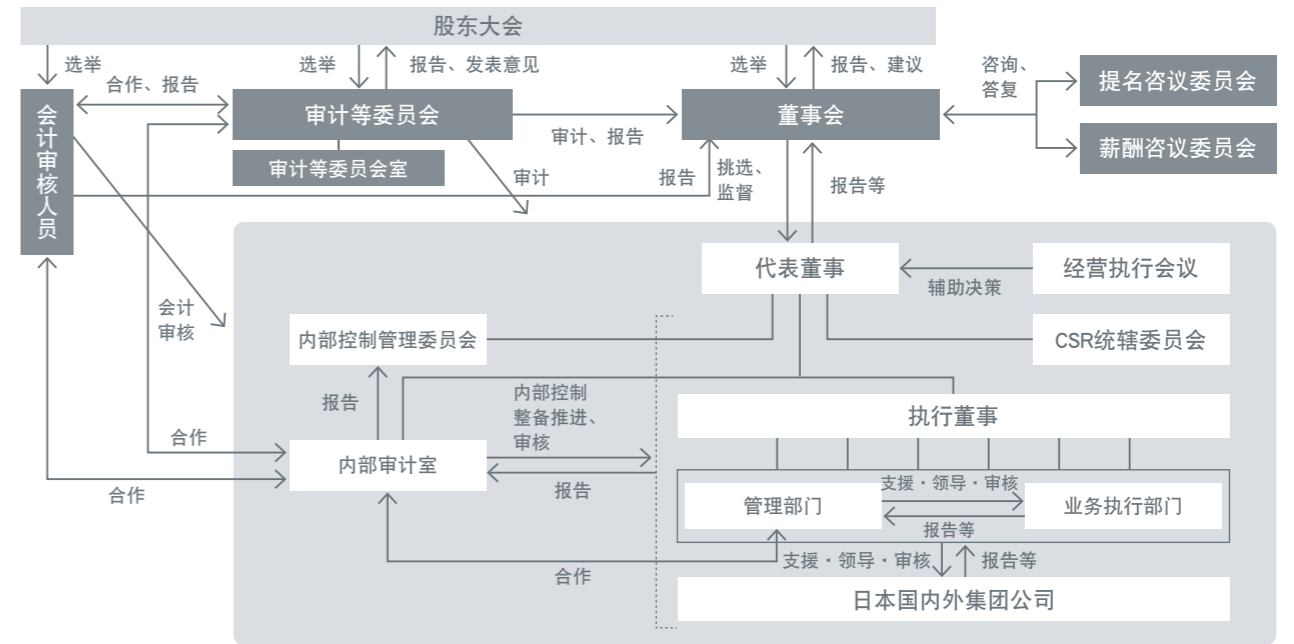 股东大会
选举
合作、报告
选举
报告、发表意见
选举
报告、建议
咨询、
答复
提名咨议委员会
薪酬咨议委员会
会计审核人员
审计等委员会
审计等委员会室
审计、报告
董事会
审计
报告
挑选、
监督
报告等
代表董事
辅助决策
经营执行会议
会计
审核
内部控制管理委员会
CSR统辖委员会
报告
内部控制
整备推进、
审核
执行董事
合作
内部审计室
报告
合作
管理部门
支援・领导・审核
报告等
业务执行部门
支援・领导・审核
报告等
合作
日本国内外集团公司